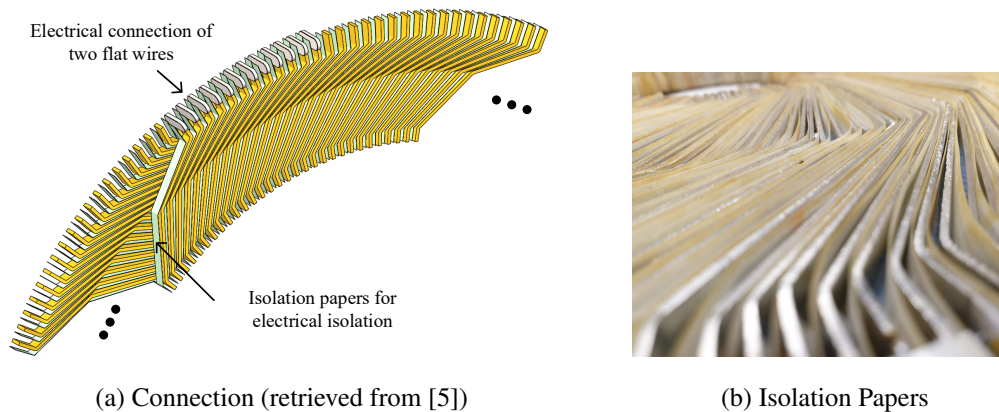 Electrical connection of
two flat wires
Isolation papers for
electrical isolation
(a) Connection (retrieved from [5])
(b) Isolation Papers